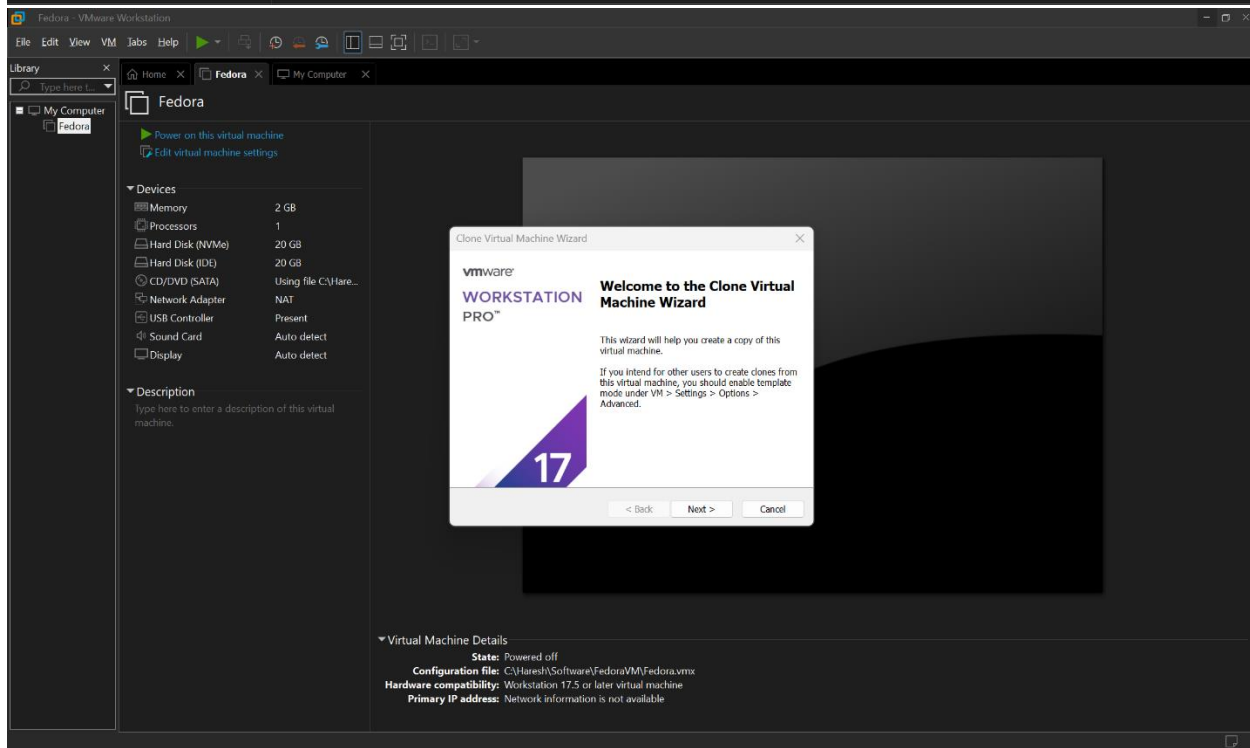 Fedora - VMware Workstation
File Edit View VM Tabs Help
Library
Type here t...
My Computer
Fedora
Home Fedora My Computer
Fedora
Power on this virtual machine
Edit virtual machine settings
Devices
Memory 2 GB
Processors 1
Hard Disk (NVMe) 20 GB
Hard Disk (IDE) 20 GB
CD/DVD (SATA) Using file C:\Hare...
Network Adapter NAT
USB Controller Present
Sound Card Auto detect
Display Auto detect
Description
Type here to enter a description of this virtual
machine.
Clone Virtual Machine Wizard
vmware
WORKSTATION
PRO™
17
Welcome to the Clone Virtual
Machine Wizard
This wizard will help you create a copy of this
virtual machine.
If you intend for other users to create clones from
this virtual machine, you should enable template
mode under VM > Settings > Options >
Advanced.
< Back Next > Cancel
Virtual Machine Details
State: Powered off
Configuration file: C:\Haresh\Software\FedoraVM\Fedora.vmx
Hardware compatibility: Workstation 17.5 or later virtual machine
Primary IP address: Network information is not available